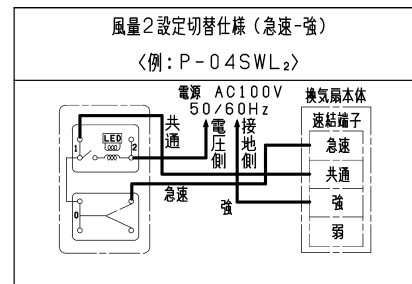 風量2設定切替仕様（急速-強）
〈例：P-04SWL₂〉
電源 AC100V
50/60Hz
換気扇本体
速結端子
急速
共通
強
弱
共通
電圧側
接地側
LED
1
2
0
急速
強